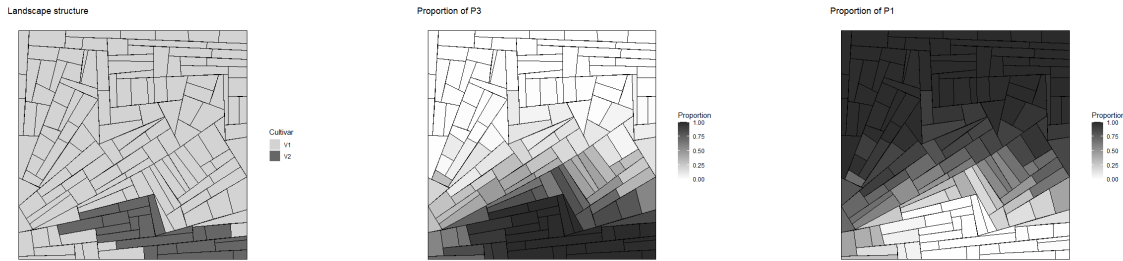 Landscape structure
Cultivar
V1
V2
Proportion of P3
Proportion
1.00
0.75
0.50
0.25
0.00
Proportion of P1
Proportion
1.00
0.75
0.50
0.25
0.00